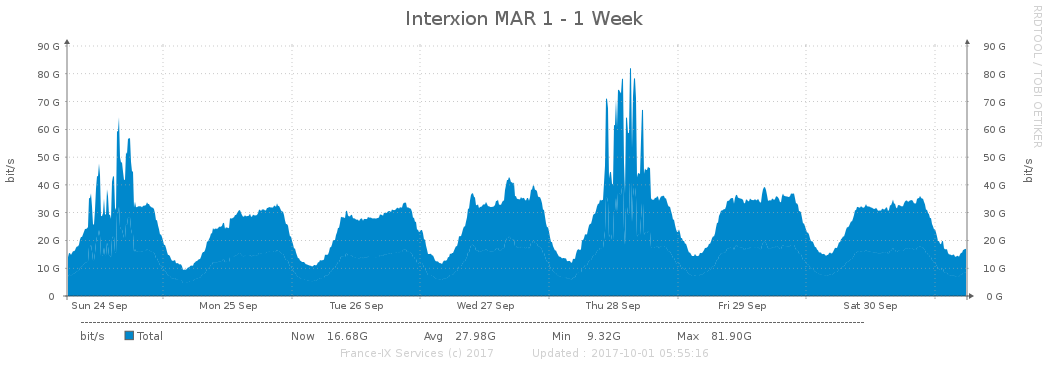 Interxion MAR 1 - 1 Week
RRDTOOL / TOBI OETIKER
bit/s
bit/s
90 G 90 G
80 G 80 G
70 G 70 G
60 G 60 G
50 G 50 G
40 G 40 G
30 G 30 G
20 G 20 G
10 G 10 G
0 0 G
Sun 24 Sep Mon 25 Sep Tue 26 Sep Wed 27 Sep Thu 28 Sep Fri 29 Sep Sat 30 Sep
bit/s Total Now 16.68G Avg 27.98G Min 9.32G Max 81.90G
France-IX Services (c) 2017 Updated : 2017-10-01 05:55:16